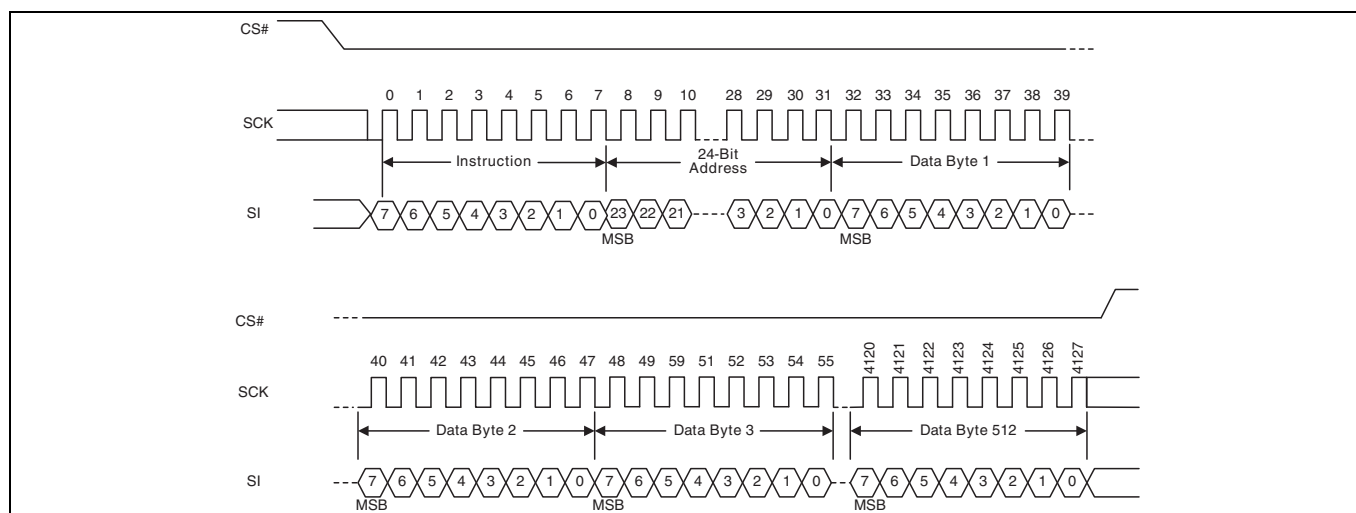 CS#
0 1 2 3 4 5 6 7 8 9 10 28 29 30 31 32 33 34 35 36 37 38 39
SCK
Instruction 24-Bit Address Data Byte 1
SI 7 6 5 4 3 2 1 0 23 22 21 3 2 1 0 7 6 5 4 3 2 1 0
MSB MSB
CS#
40 41 42 43 44 45 46 47 48 49 59 51 52 53 54 55 4120 4121 4122 4123 4124 4125 4126 4127
SCK
Data Byte 2 Data Byte 3 Data Byte 512
SI 7 6 5 4 3 2 1 0 7 6 5 4 3 2 1 0 7 6 5 4 3 2 1 0
MSB MSB MSB